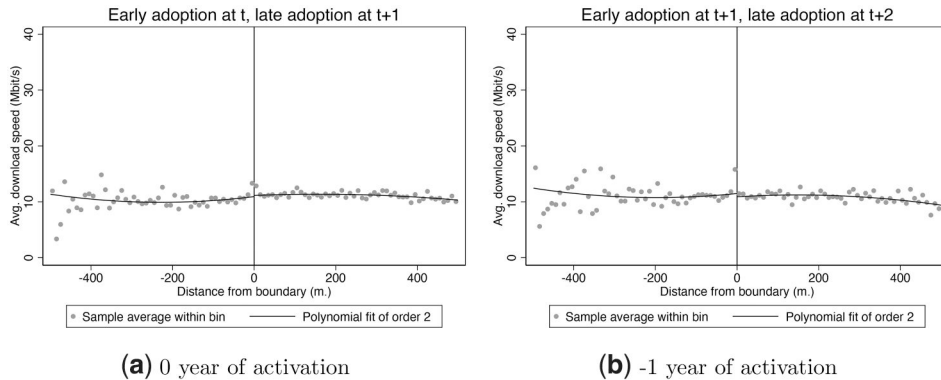 Early adoption at t, late adoption at t+1
Avg. download speed (Mbit/s)
40
30
20
10
0
-400 -200 0 200 400
Distance from boundary (m.)
Sample average within bin Polynomial fit of order 2
(a) 0 year of activation
Early adoption at t+1, late adoption at t+2
Avg. download speed (Mbit/s)
40
30
20
10
0
-400 -200 0 200 400
Distance from boundary (m.)
Sample average within bin Polynomial fit of order 2
(b) -1 year of activation